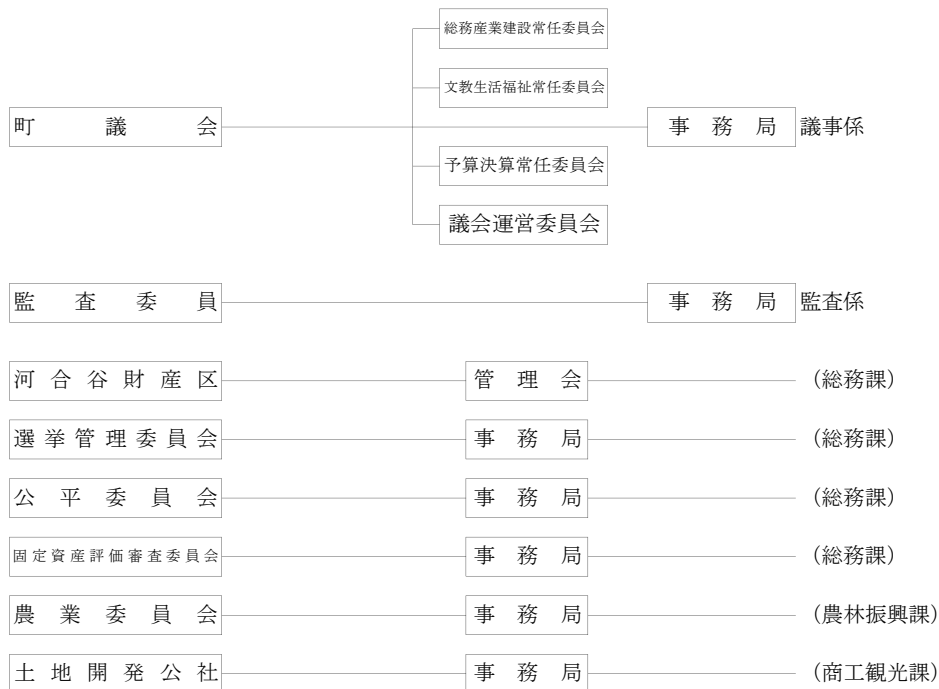 総務産業建設常任委員会
文教生活福祉常任委員会
町議会 事務局 議事係
予算決算常任委員会
議会運営委員会
監査委員 事務局 監査係
河合谷財産区 管理会 (総務課)
選挙管理委員会 事務局 (総務課)
公平委員会 事務局 (総務課)
固定資産評価審査委員会 事務局 (総務課)
農業委員会 事務局 (農林振興課)
土地開発公社 事務局 (商工観光課)